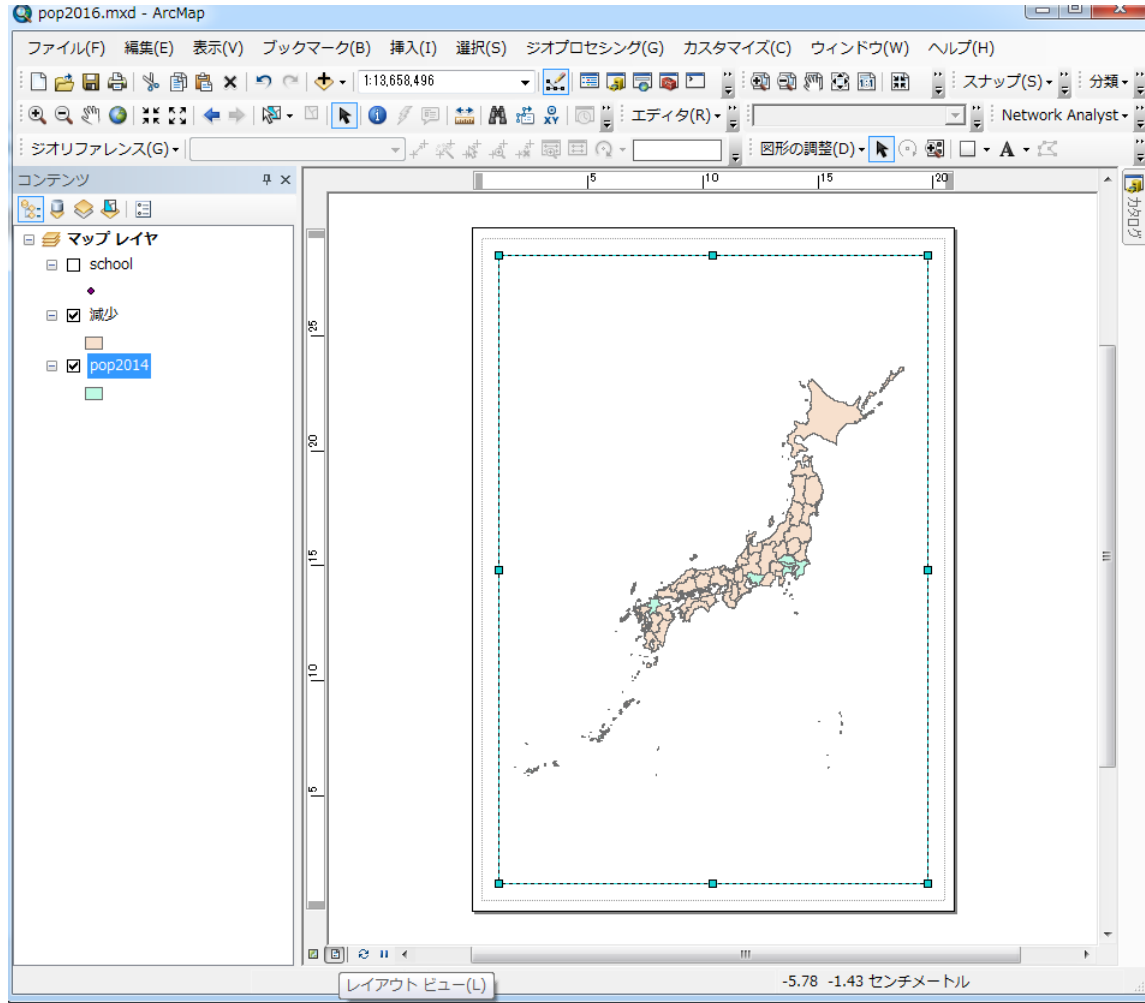 pop2016.mxd - ArcMap
ファイル(F) 編集(E) 表示(V) ブックマーク(B) 挿入(I) 選択(S) ジオプロセシング(G) カスタマイズ(C) ウィンドウ(W) ヘルプ(H)
1:13,658,496 スナップ(S) 分類
エディタ(R) Network Analyst
ジオリファレンス(G) 図形の調整(D) A
コンテンツ
カタログ
マップ レイヤ
school
減少
pop2014
5 10 15 20
25
20
15
10
5
レイアウト ビュー(L)
-5.78 -1.43 センチメートル